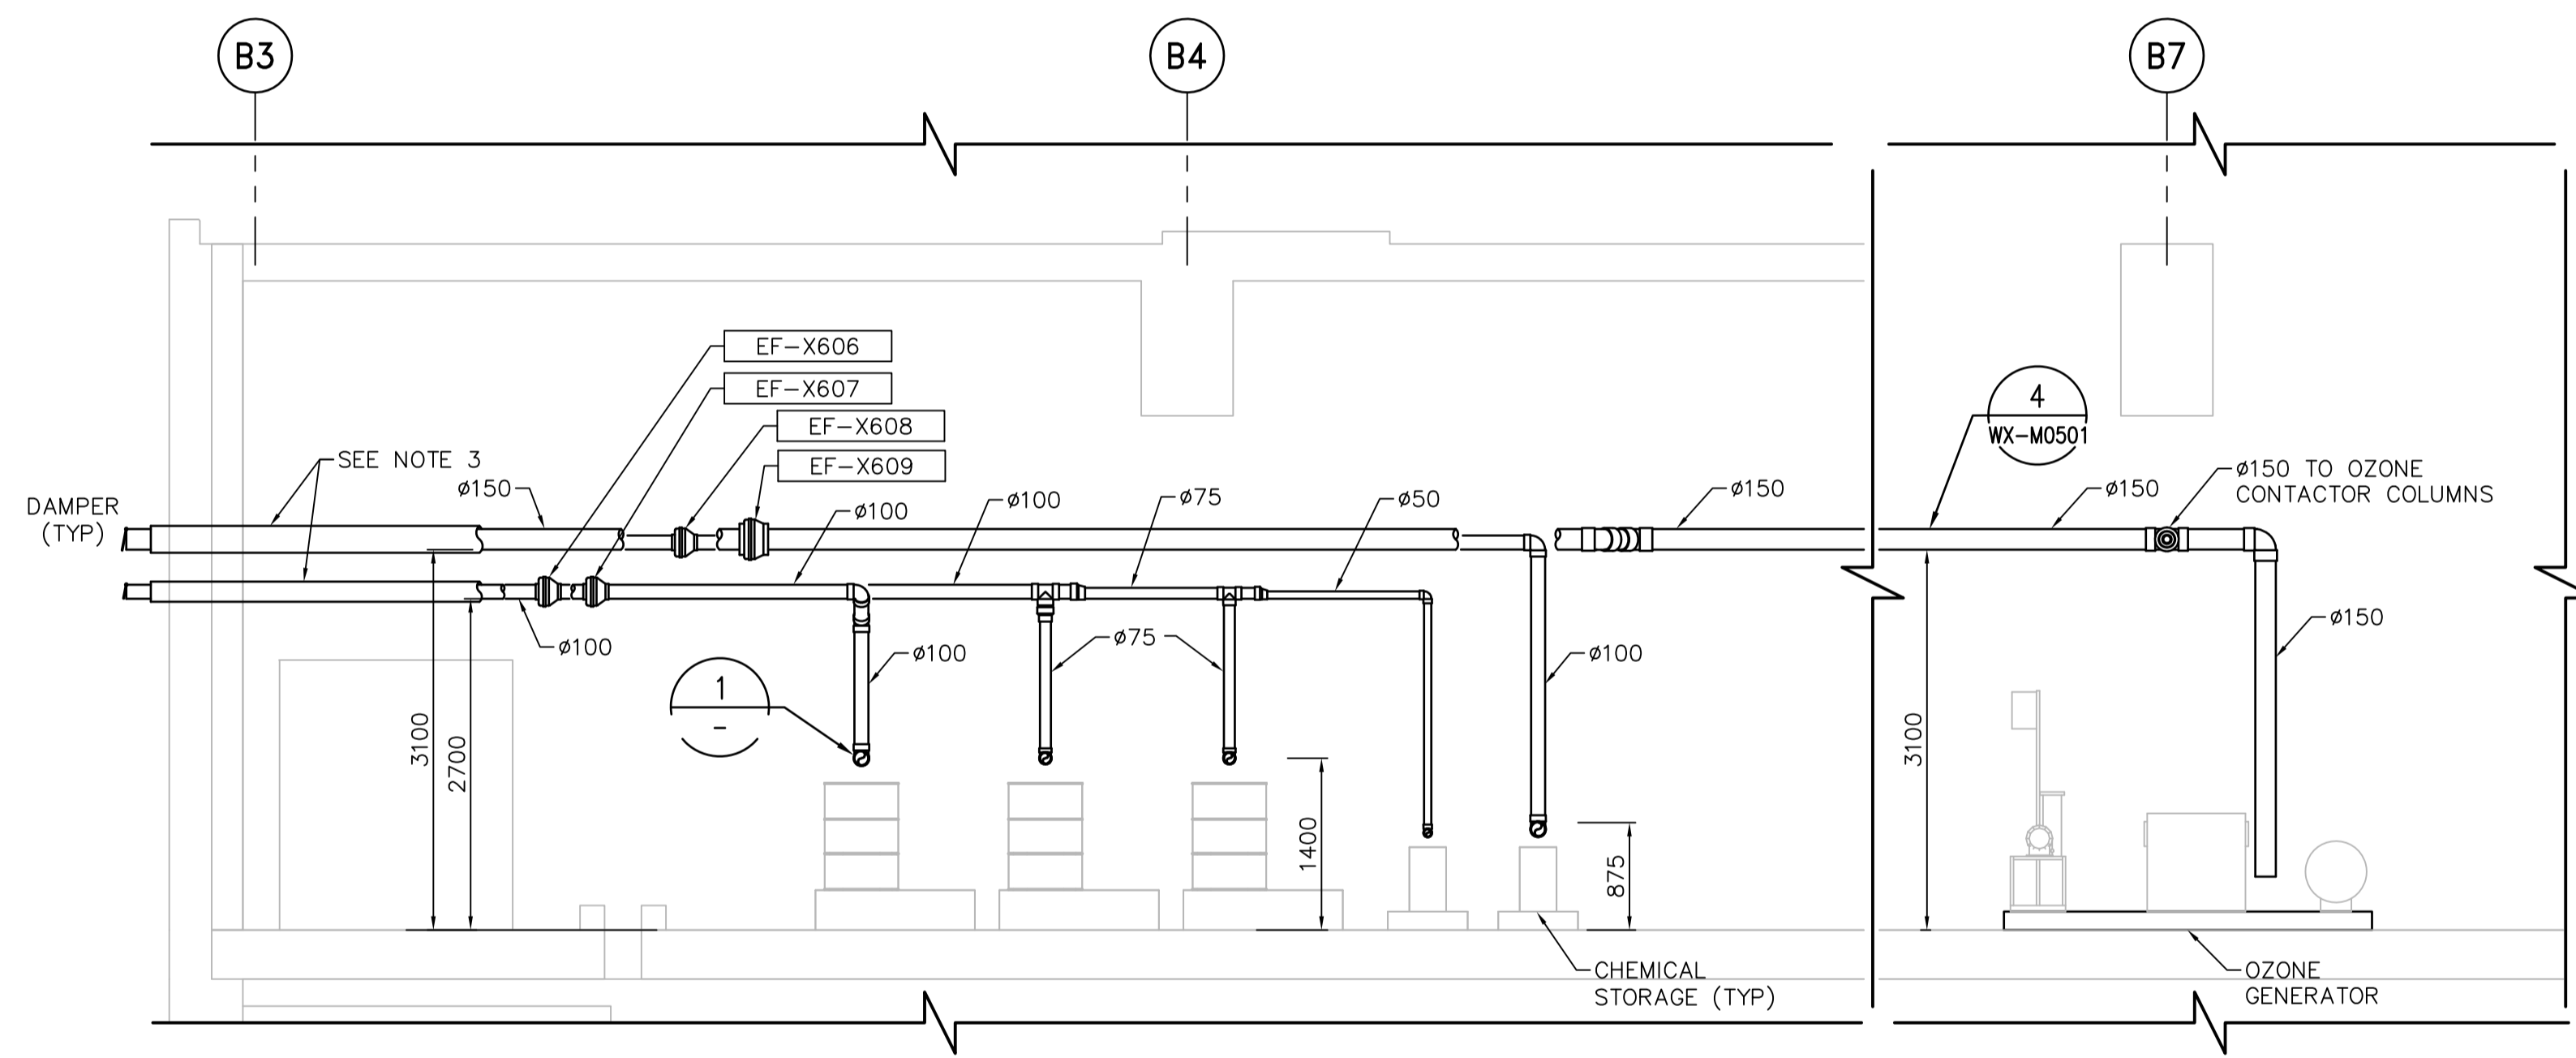 B3
B4
B7
EF-X606
EF-X607
EF-X608
EF-X609
4
WX-M0501
SEE NOTE 3
DAMPER
(TYP)
ø150
ø100
ø100
ø75
ø50
ø150
ø150
ø150 TO OZONE
CONTACTOR COLUMNS
ø100
ø100
ø75
ø100
ø150
1
-
3100
2700
1400
875
3100
CHEMICAL
STORAGE (TYP)
OZONE
GENERATOR